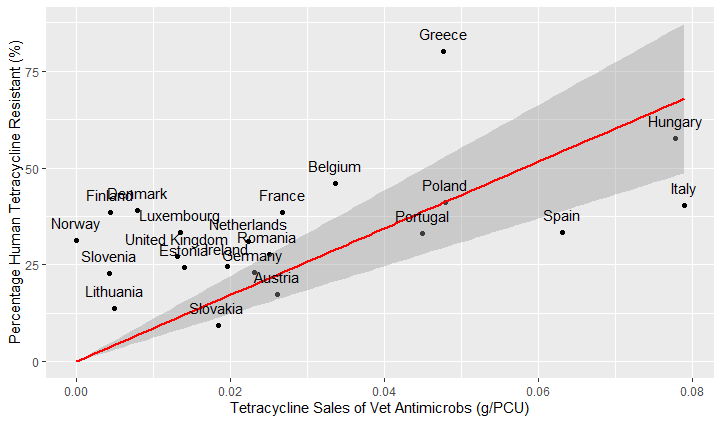 Greece
75
Hungary
Belgium
50
Poland
Finland
Denmark
France
Italy
Luxembourg
Portugal
Spain
Norway
Netherlands
United Kingdom
Romania
Estonia
Ireland
Slovenia
Germany
25
Austria
Lithuania
Slovakia
0
0.00 0.02 0.04 0.06 0.08
Tetracycline Sales of Vet Antimicrobs (g/PCU)
Percentage Human Tetracycline Resistant (%)